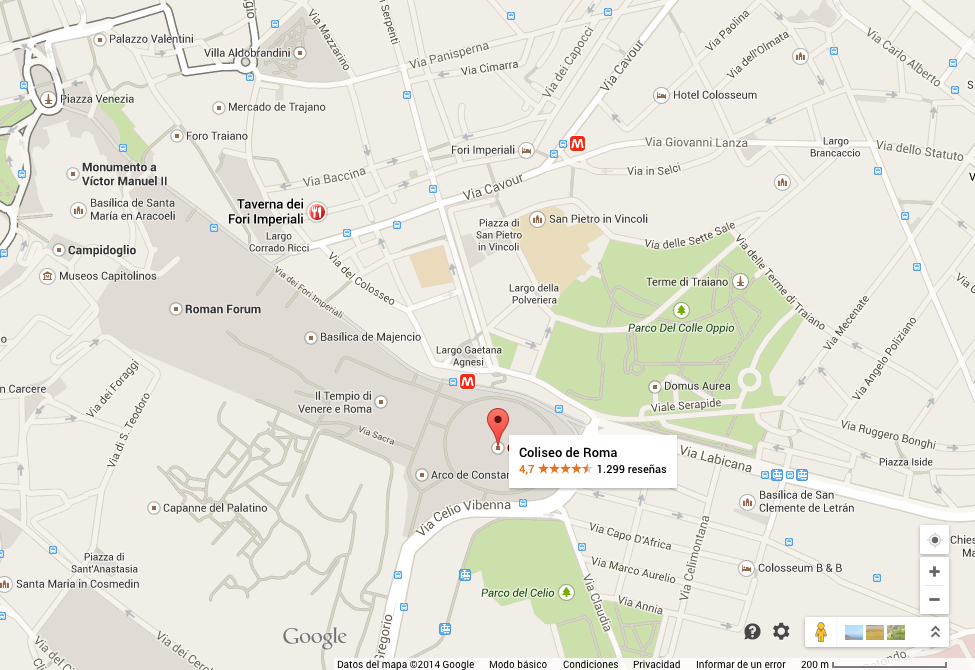 Palazzo Valentini
Villa Aldobrandini
Via Mazzarino
Serpenti
Via Panisperna
Via Cimarra
Via dei Capocci
Via Cavour
Via Paolina
Via dell'Olmata
Via Carlo Alberto
Piazza Venezia
Mercado de Trajano
Hotel Colosseum
Foro Traiano
Fori Imperiali
Via Giovanni Lanza
Largo
Brancaccio
Via dello Statuto
Monumento a
Víctor Manuel II
Via Baccina
Via Cavour
Via in Selci
Basílica de Santa
María en Aracoeli
Taverna dei
Fori Imperiali
Largo
Corrado Ricci
Piazza di
San Pietro
in Vincoli
San Pietro in Vincoli
Via delle Sette Sale
Via delle Terme di Traiano
Campidoglio
Museos Capitolinos
Via dei Fori Imperiali
Via del Colosseo
Largo della
Polveriera
Terme di Traiano
Roman Forum
Parco Del Colle Oppio
Via Mecenate
Via Angelo Poliziano
Basílica de Majencio
Largo Gaetana
Agnesi
Via dei Foraggi
Via di S. Teodoro
n Carcere
Il Tempio di
Venere e Roma
Domus Aurea
Viale Serapide
Via Sacra
Via Ruggero Bonghi
Coliseo de Roma
4,7 1.299 reseñas
Via Labicana
Piazza Iside
Arco de Constan
Basílica de San
Clemente de Letrán
Capanne del Palatino
Via Celio Vibenna
Via Capo D'Africa
Via Celimontana
Chies
Ma
Piazza di
Sant'Anastasia
Santa Maria in Cosmedin
Via Marco Aurelio
Colosseum B & B
Parco del Celio
Via Claudia
Via Annia
Gregorio
Via dei Cerchi
Google
Datos del mapa ©2014 Google Modo básico Condiciones Privacidad Informar de un error 200 m